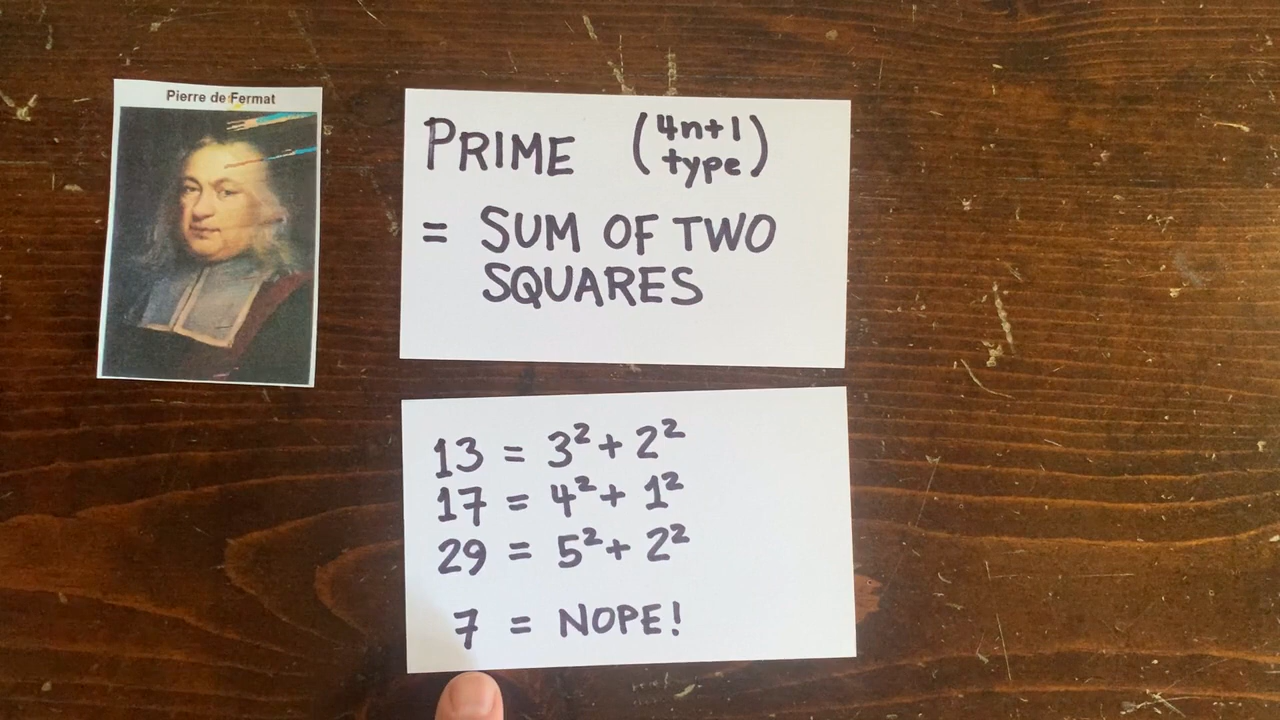 Pierre de Fermat
PRIME (4n+1 type)
= SUM OF TWO
SQUARES
13 = 3² + 2²
17 = 4² + 1²
29 = 5² + 2²
7 = NOPE!